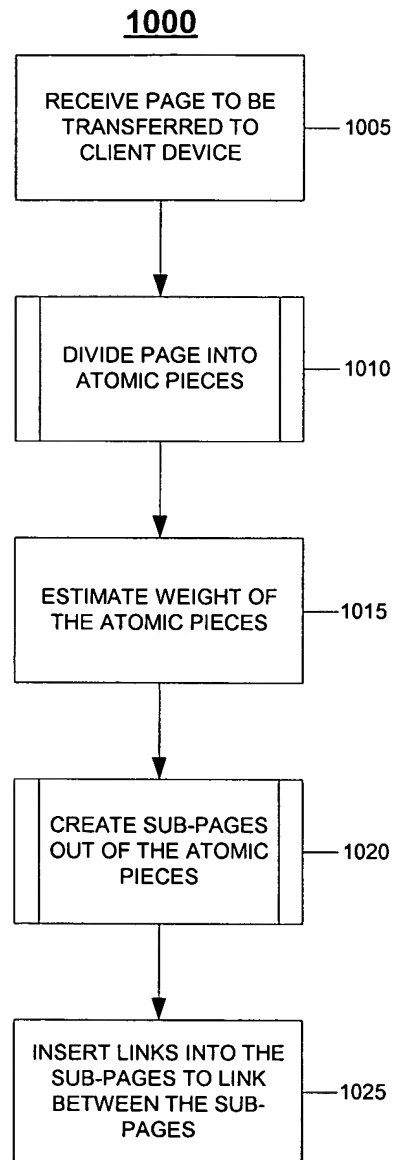 1000
RECEIVE PAGE TO BE
TRANSFERRED TO
CLIENT DEVICE
1005
DIVIDE PAGE INTO
ATOMIC PIECES
1010
ESTIMATE WEIGHT OF
THE ATOMIC PIECES
1015
CREATE SUB-PAGES
OUT OF THE ATOMIC
PIECES
1020
INSERT LINKS INTO THE
SUB-PAGES TO LINK
BETWEEN THE SUB-
PAGES
1025